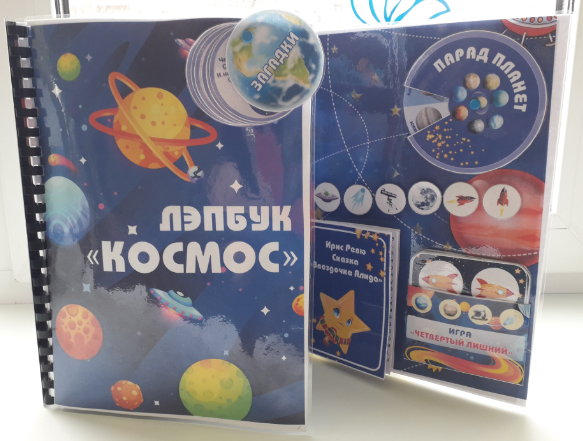 ЛЭПБУК
«КОСМОС»
ЗАГАДКИ
ПАРАД ПЛАНЕТ
Ирис Ревю
Сказка
«Звездочка Алида»
ИГРА
«ЧЕТВЕРТЫЙ ЛИШНИЙ»